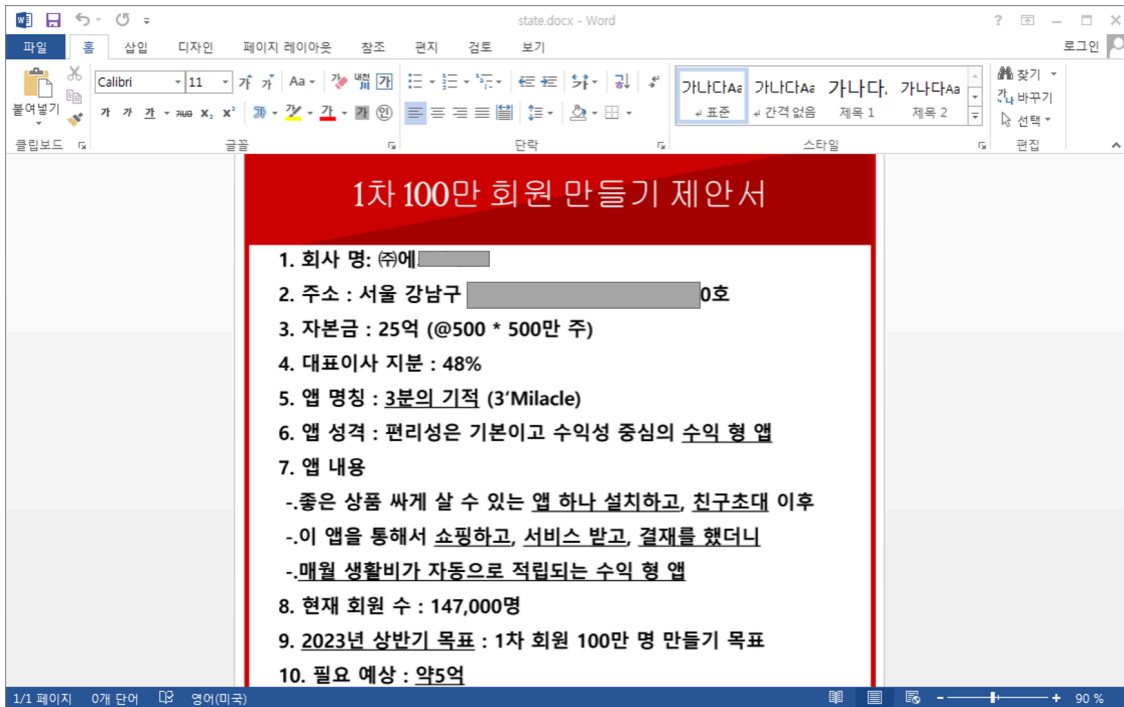 state.docx - Word
로그인
파일 홈 삽입 디자인 페이지 레이아웃 참조 편지 검토 보기
붙여넣기
Calibri 11
가나다AaI 가나다AaI 가나다. 가나다Aa
표준 간격 없음 제목 1 제목 2
찾기
바꾸기
선택
클립보드 글꼴 단락 스타일 편집
1차 100만 회원 만들기 제안서
1. 회사 명: ㈜에
2. 주소 : 서울 강남구 0호
3. 자본금 : 25억 (@500 * 500만 주)
4. 대표이사 지분 : 48%
5. 앱 명칭 : 3분의 기적 (3’Milacle)
6. 앱 성격 : 편리성은 기본이고 수익성 중심의 수익 형 앱
7. 앱 내용
-.좋은 상품 싸게 살 수 있는 앱 하나 설치하고, 친구초대 이후
-.이 앱을 통해서 쇼핑하고, 서비스 받고, 결재를 했더니
-.매월 생활비가 자동으로 적립되는 수익 형 앱
8. 현재 회원 수 : 147,000명
9. 2023년 상반기 목표 : 1차 회원 100만 명 만들기 목표
10. 필요 예상 : 약5억
1/1 페이지 0개 단어 영어(미국) 90 %